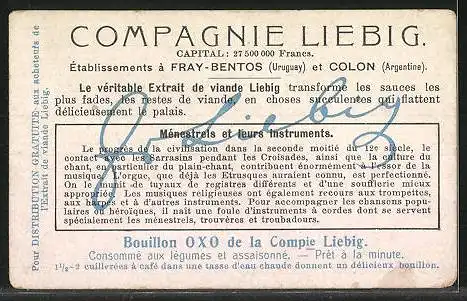 COMPAGNIE LIEBIG.
CAPITAL: 27 500 000 Francs.
Établissements à FRAY-BENTOS (Uruguay) et COLON (Argentine).
Le véritable Extrait de viande Liebig transforme les sauces les
plus fades, les restes de viande, en choses succulentes qui flattent
délicieusement le palais.
Ménestrels et leurs instruments.
Le progrès de la civilisation dans la seconde moitié du 12e siècle, le
contact avec les Sarrasins pendant les Croisades, ainsi que la culture du
chant, en particulier du plain-chant, contribuent énormément à l'essor de la
musique. L'orgue, que déjà les Etrusques auraient connu, est perfectionné.
On le munit de tuyaux de registres différents et d'une soufflerie mieux
appropriée. Les musiques religieuses ont également recours aux trompettes,
aux harpes et à d'autres instruments. Pour accompagner les chansons popu-
laires et héroïques, il naît une foule d'instruments à cordes dont se servent
spécialement les ménestrels, trouvères et troubadours.
J. v. Liebig
Bouillon OXO de la Compie Liebig.
Consommé aux légumes et assaisonné. — Prêt à la minute.
1½-2 cuillerées à café dans une tasse d'eau chaude donnent un délicieux bouillon.
Pour DISTRIBUTION GRATUITE aux acheteurs de
l'Extrait de viande Liebig.